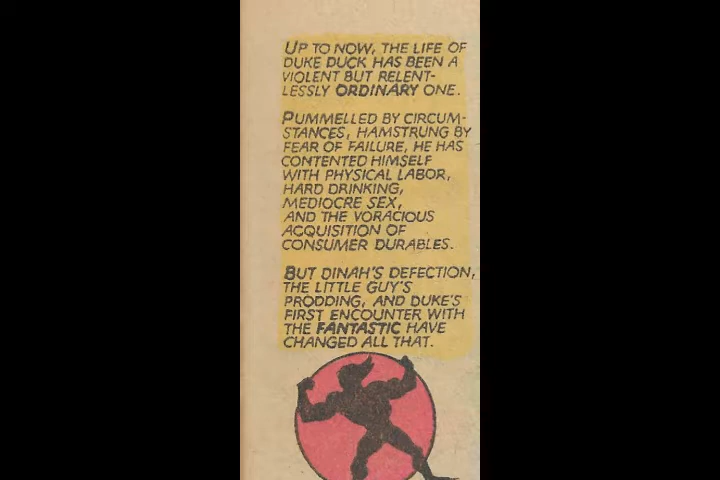 UP TO NOW, THE LIFE OF
DUKE DUCK HAS BEEN A
VIOLENT BUT RELENT-
LESSLY ORDINARY ONE.
PUMMELLED BY CIRCUM-
STANCES, HAMSTRUNG BY
FEAR OF FAILURE, HE HAS
CONTENTED HIMSELF
WITH PHYSICAL LABOR,
HARD DRINKING,
MEDIOCRE SEX,
AND THE VORACIOUS
ACQUISITION OF
CONSUMER DURABLES.
BUT DINAH'S DEFECTION,
THE LITTLE GUY'S
PRODDING, AND DUKE'S
FIRST ENCOUNTER WITH
THE FANTASTIC HAVE
CHANGED ALL THAT.